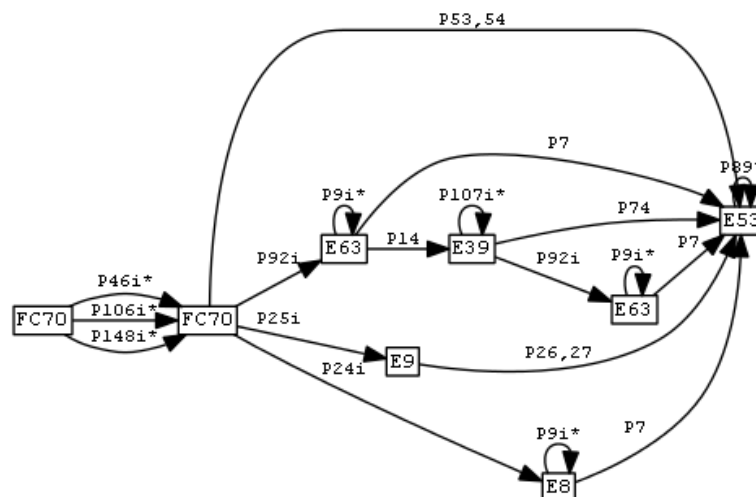 P53,54
P7
P89*
P9i*
P107i*
P74
E53
E63
P14
E39
P92i
P92i
P9i*
P7
P46i*
E63
FC70
P106i*
FC70
P148i*
P25i
E9
P26,27
P24i
P9i*
P7
E8